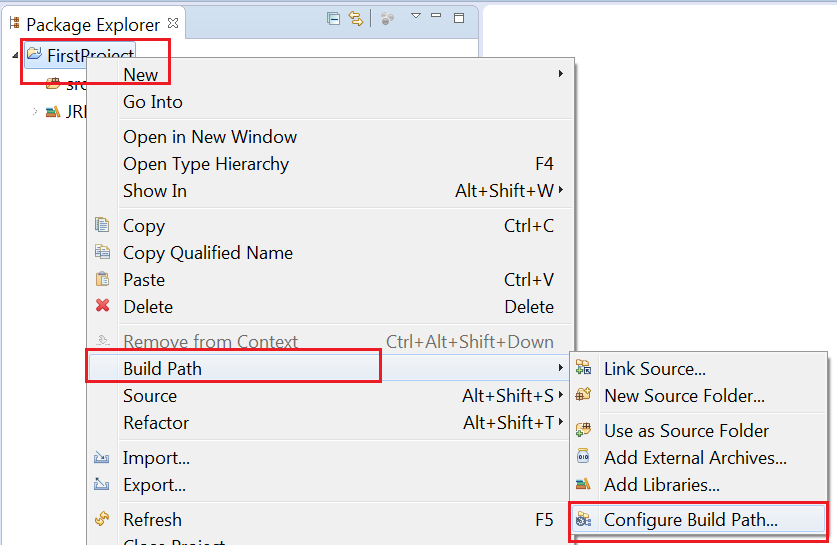 Package Explorer
FirstProject
New
src
Go Into
JRE
Open in New Window
Open Type Hierarchy F4
Show In Alt+Shift+W
Copy Ctrl+C
Copy Qualified Name
Paste Ctrl+V
Delete Delete
Remove from Context Ctrl+Alt+Shift+Down
Build Path
Source Alt+Shift+S
Refactor Alt+Shift+T
Import...
Export...
Refresh F5
Close Project
Link Source...
New Source Folder...
Use as Source Folder
Add External Archives...
Add Libraries...
Configure Build Path...